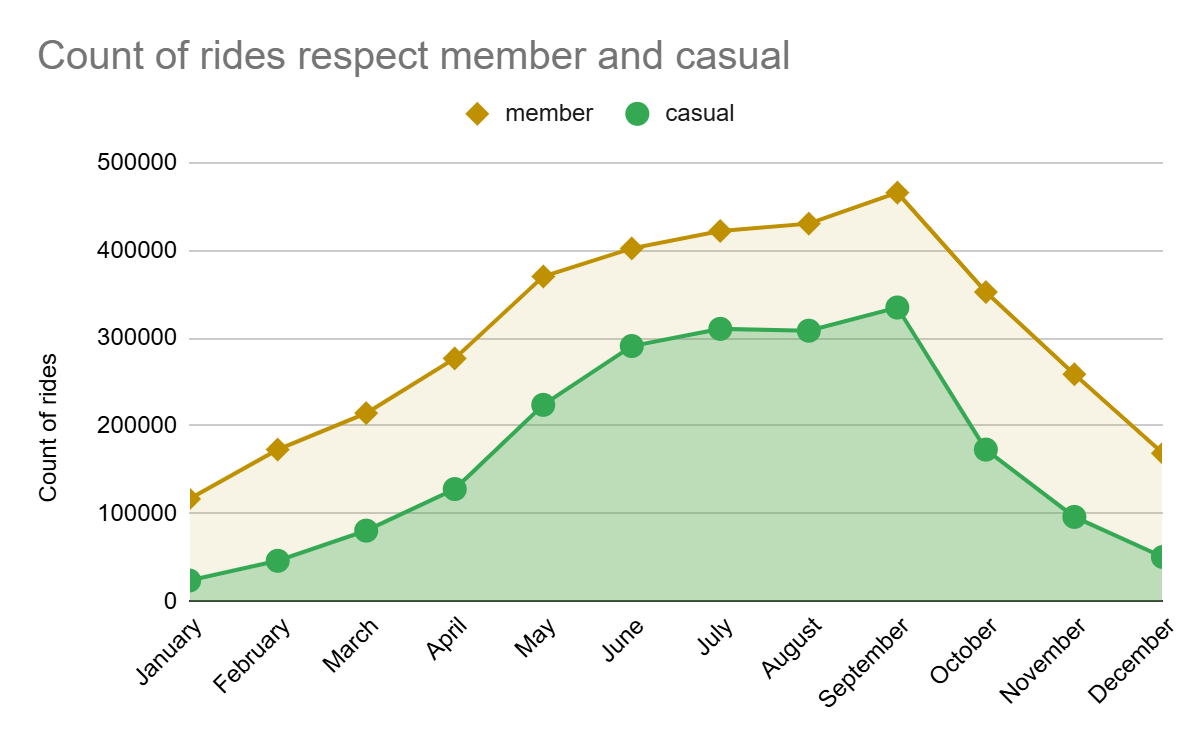 Count of rides respect member and casual
member casual
500000
400000
300000
200000
100000
0
Count of rides
January February March April May June July August September October November December